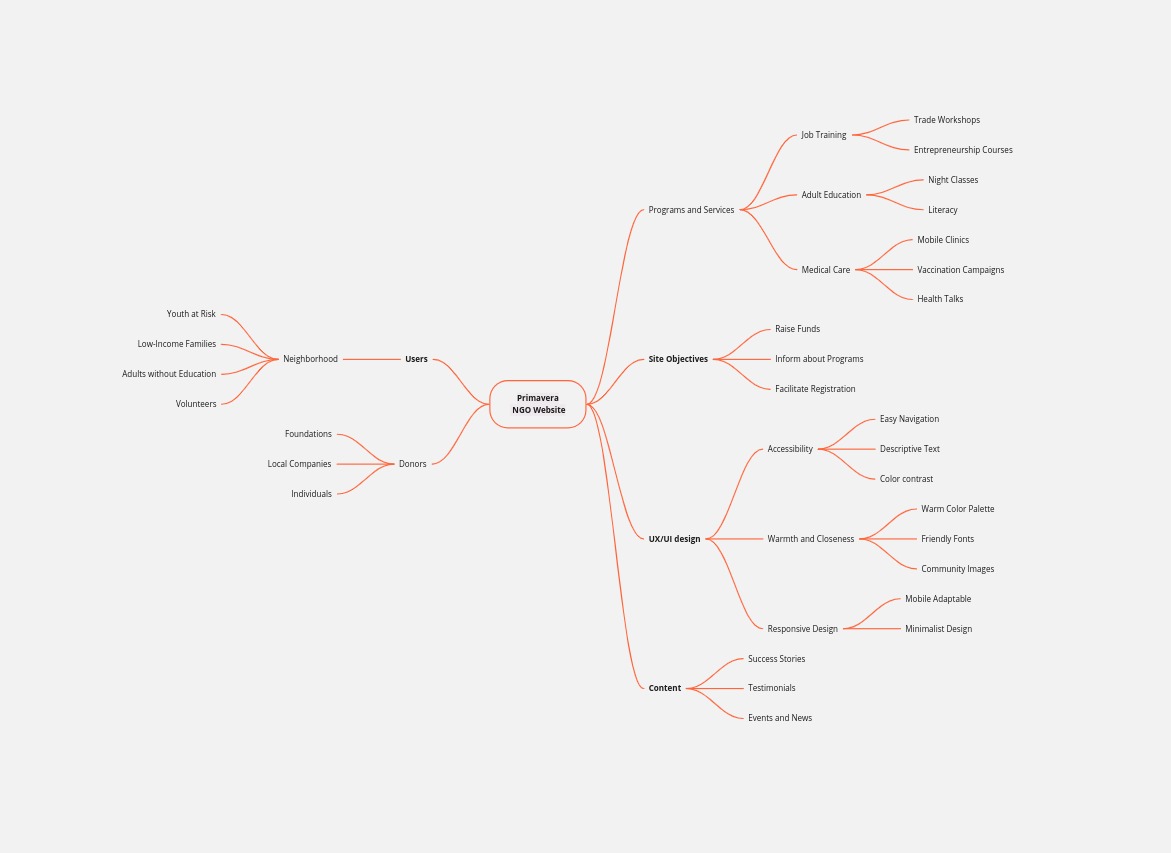 Primavera
NGO Website
Users
Neighborhood
Youth at Risk
Low-Income Families
Adults without Education
Volunteers
Donors
Foundations
Local Companies
Individuals
Programs and Services
Job Training
Trade Workshops
Entrepreneurship Courses
Adult Education
Night Classes
Literacy
Medical Care
Mobile Clinics
Vaccination Campaigns
Health Talks
Site Objectives
Raise Funds
Inform about Programs
Facilitate Registration
UX/UI design
Accessibility
Easy Navigation
Descriptive Text
Color contrast
Warmth and Closeness
Warm Color Palette
Friendly Fonts
Community Images
Responsive Design
Mobile Adaptable
Minimalist Design
Content
Success Stories
Testimonials
Events and News